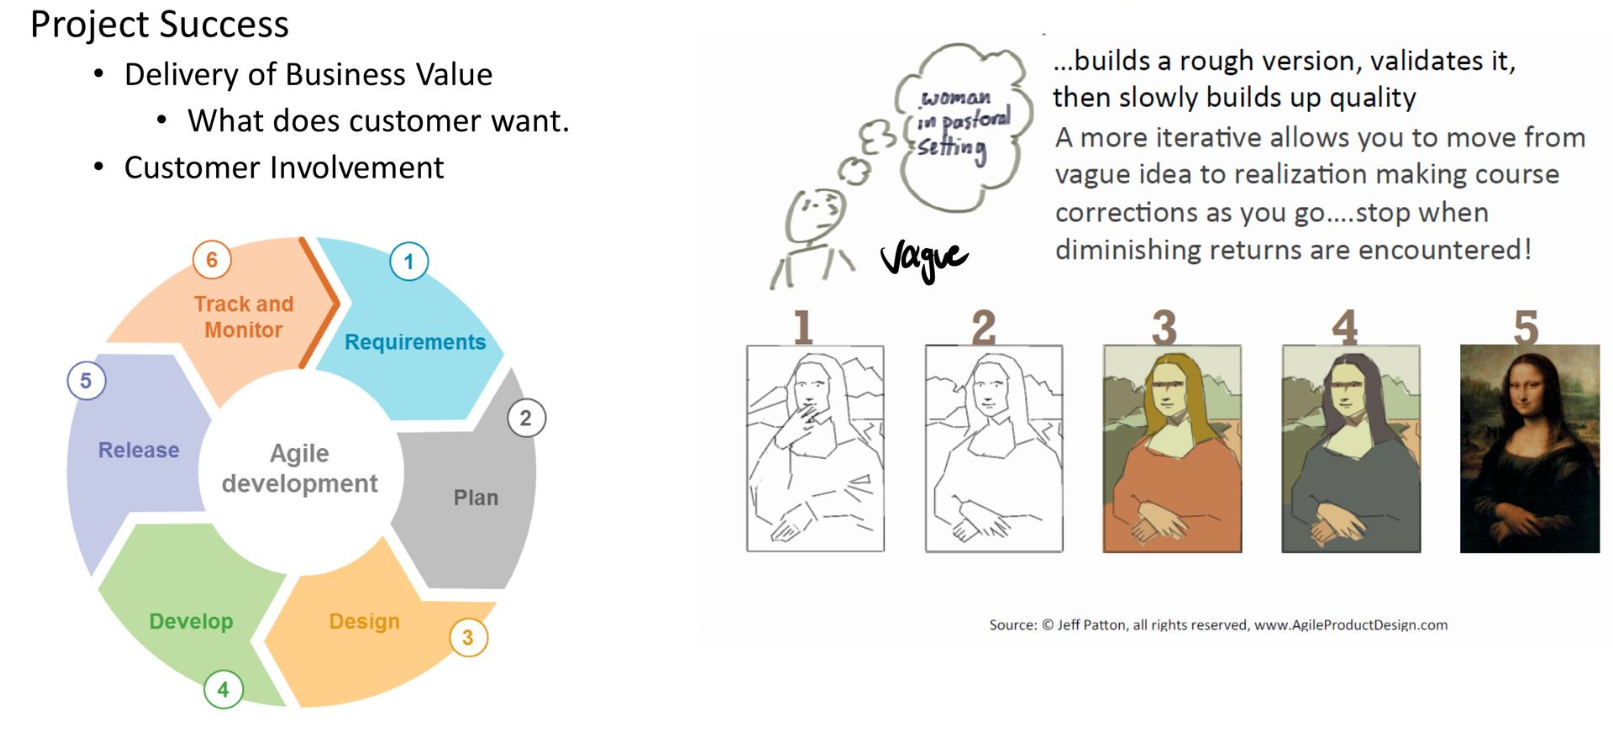 Project Success
• Delivery of Business Value
• What does customer want.
• Customer Involvement
6
Track and
Monitor
1
Requirements
2
Plan
3
Design
4
Develop
5
Release
Agile
development
woman
in pastoral
setting
vague
...builds a rough version, validates it,
then slowly builds up quality
A more iterative allows you to move from
vague idea to realization making course
corrections as you go....stop when
diminishing returns are encountered!
1
2
3
4
5
Source: © Jeff Patton, all rights reserved, www.AgileProductDesign.com